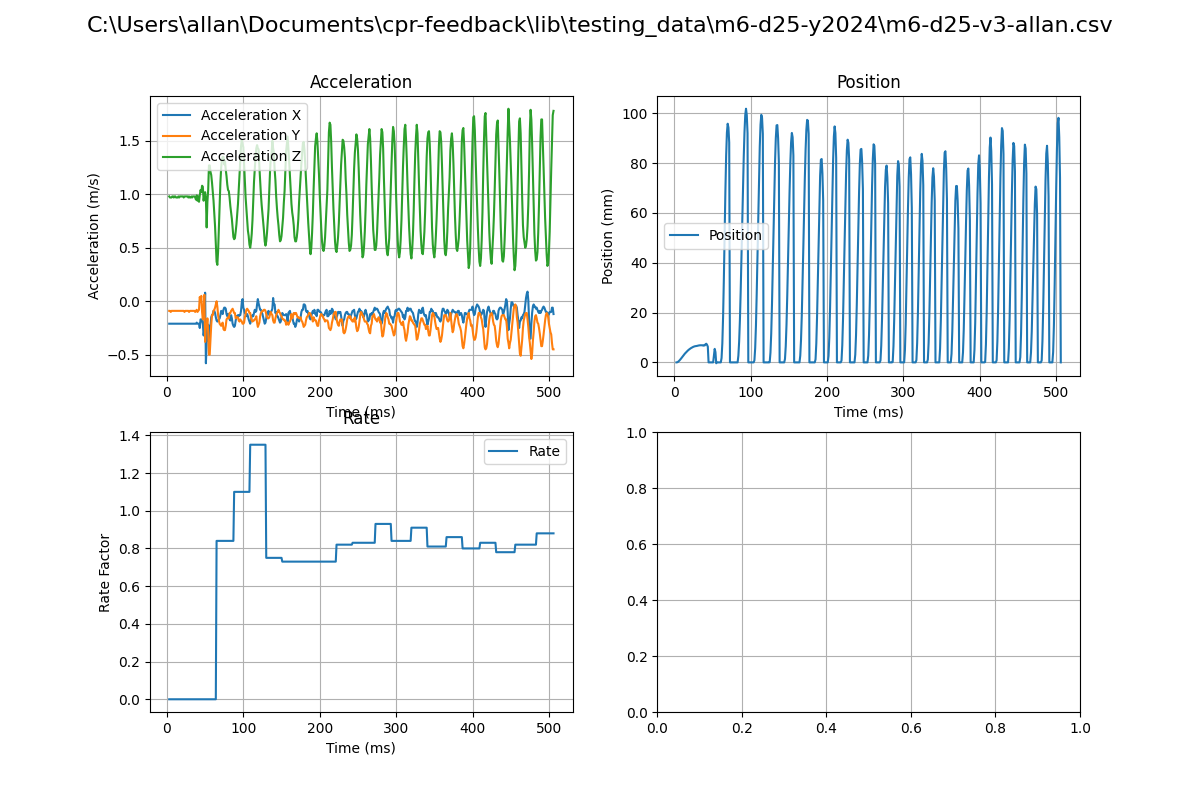 C:\Users\allan\Documents\cpr-feedback\lib\testing_data\m6-d25-y2024\m6-d25-v3-allan.csv
Acceleration
Acceleration (m/s)
1.5
1.0
0.5
0.0
−0.5
Acceleration X
Acceleration Y
Acceleration Z
0 100 200 300 400 500
Time (ms)
Position
Position (mm)
100
80
60
40
20
0
Position
0 100 200 300 400 500
Time (ms)
Rate
Rate Factor
1.4
1.2
1.0
0.8
0.6
0.4
0.2
0.0
Rate
0 100 200 300 400 500
Time (ms)
1.0
0.8
0.6
0.4
0.2
0.0
0.0 0.2 0.4 0.6 0.8 1.0